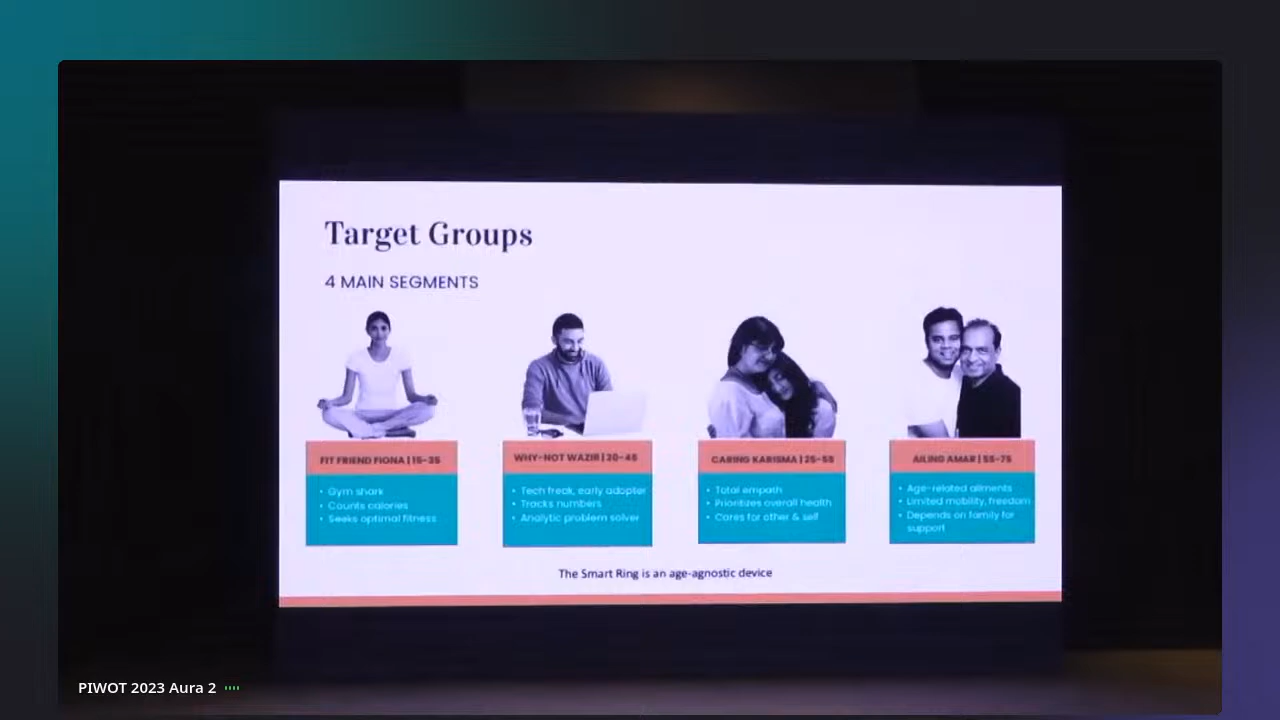 Target Groups
4 MAIN SEGMENTS
FIT FRIEND FIONA | 15-35
• Gym shark
• Counts calories
• Seeks optimal fitness
WHY-NOT WAZIR | 20-45
• Tech freak, early adopter
• Tracks numbers
• Analytic problem solver
CARING KARISMA | 25-55
• Total empath
• Prioritizes overall health
• Cares for other & self
AILING AMAR | 55-75
• Age-related ailments
• Limited mobility, freedom
• Depends on family for
support
The Smart Ring is an age-agnostic device
PIWOT 2023 Aura 2